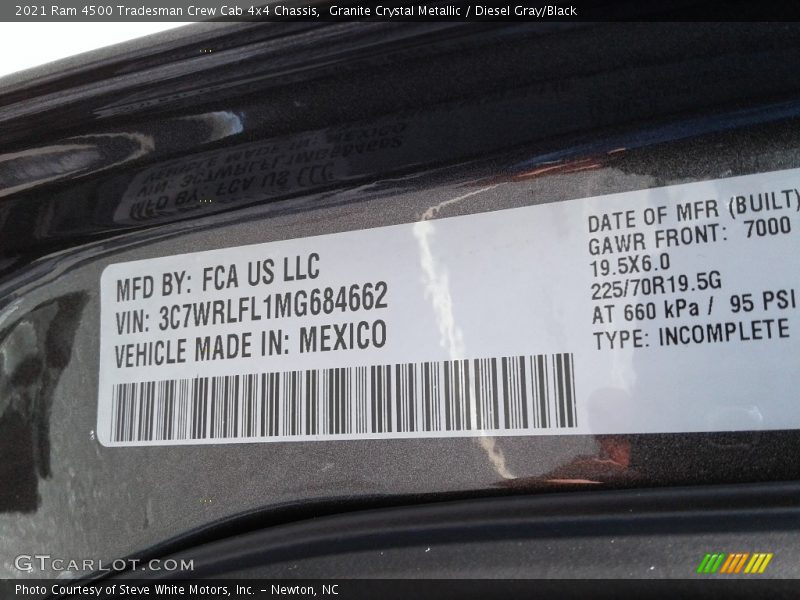 2021 Ram 4500 Tradesman Crew Cab 4x4 Chassis, Granite Crystal Metallic / Diesel Gray/Black
MFD BY: FCA US LLC
VIN: 3C7WRLFL1MG684662
VEHICLE MADE IN: MEXICO
DATE OF MFR (BUILT)
GAWR FRONT: 7000
19.5X6.0
225/70R19.5G
AT 660 kPa / 95 PSI
TYPE: INCOMPLETE
GTCARLOT.COM
Photo Courtesy of Steve White Motors, Inc. – Newton, NC